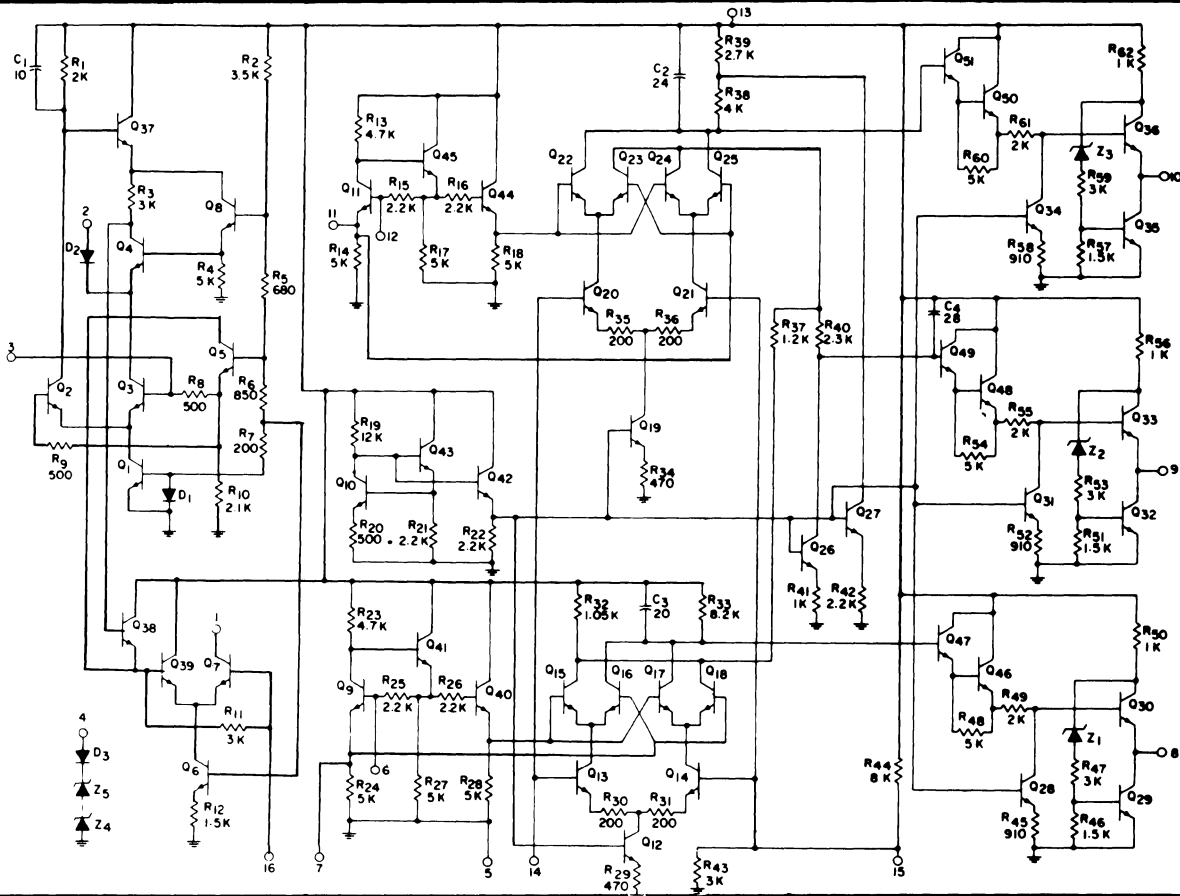 13
C1
10
R1
2K
R2
3.5K
R39
2.7K
C2
24
R38
4K
Q51
R62
1K
Q50
Q37
R13
4.7K
Q45
R61
2K
Q36
Q22
Q23
Q24
Q25
R60
5K
Z3
R3
3K
Q8
Q11
R15
2.2K
R16
2.2K
Q44
R59
3K
10
2
11
12
Q34
D2
Q4
R14
5K
R17
5K
R18
5K
R58
910
R57
1.5K
Q35
R4
5K
R5
680
Q20
Q21
C4
28
R35
200
R36
200
R37
1.2K
R40
2.3K
Q49
R56
1K
3
Q5
Q48
Q2
Q3
R8
500
R6
850
R55
2K
Q33
R19
12K
Q43
Q19
R54
5K
Z2
R9
500
R7
200
Q1
Q10
Q42
R34
470
R53
3K
9
D1
R10
2.1K
Q27
Q31
R20
500
R21
2.2K
R22
2.2K
Q26
R52
910
R51
1.5K
Q32
R41
1K
R42
2.2K
R32
1.05K
C3
20
R33
8.2K
R23
4.7K
Q41
Q47
R50
1K
Q38
1
Q39
Q7
Q46
Q9
R25
2.2K
R26
2.2K
Q40
Q15
Q16
Q17
Q18
R49
2K
Q30
R11
3K
R48
5K
Z1
4
6
8
D3
Z5
Z4
Q6
R24
5K
R27
5K
R28
5K
Q13
Q14
R44
8K
R47
3K
R12
1.5K
R30
200
R31
200
Q28
Q29
R45
910
R46
1.5K
Q12
R29
470
R43
3K
16
7
5
14
15